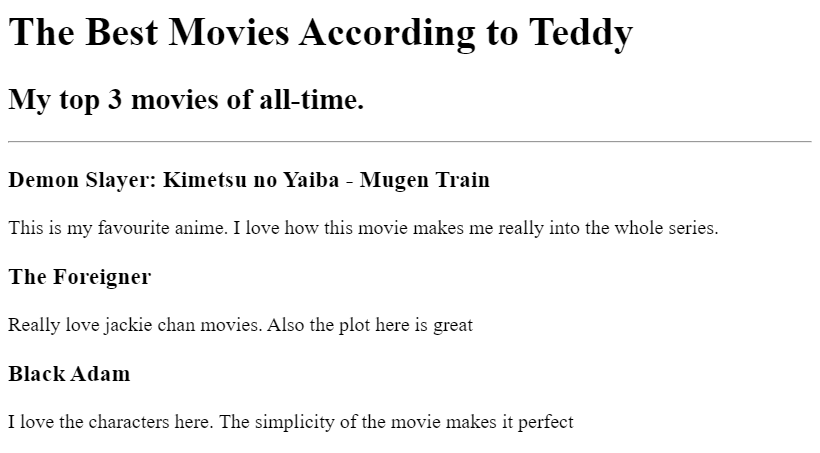 The Best Movies According to Teddy
My top 3 movies of all-time.
Demon Slayer: Kimetsu no Yaiba - Mugen Train
This is my favourite anime. I love how this movie makes me really into the whole series.
The Foreigner
Really love jackie chan movies. Also the plot here is great
Black Adam
I love the characters here. The simplicity of the movie makes it perfect